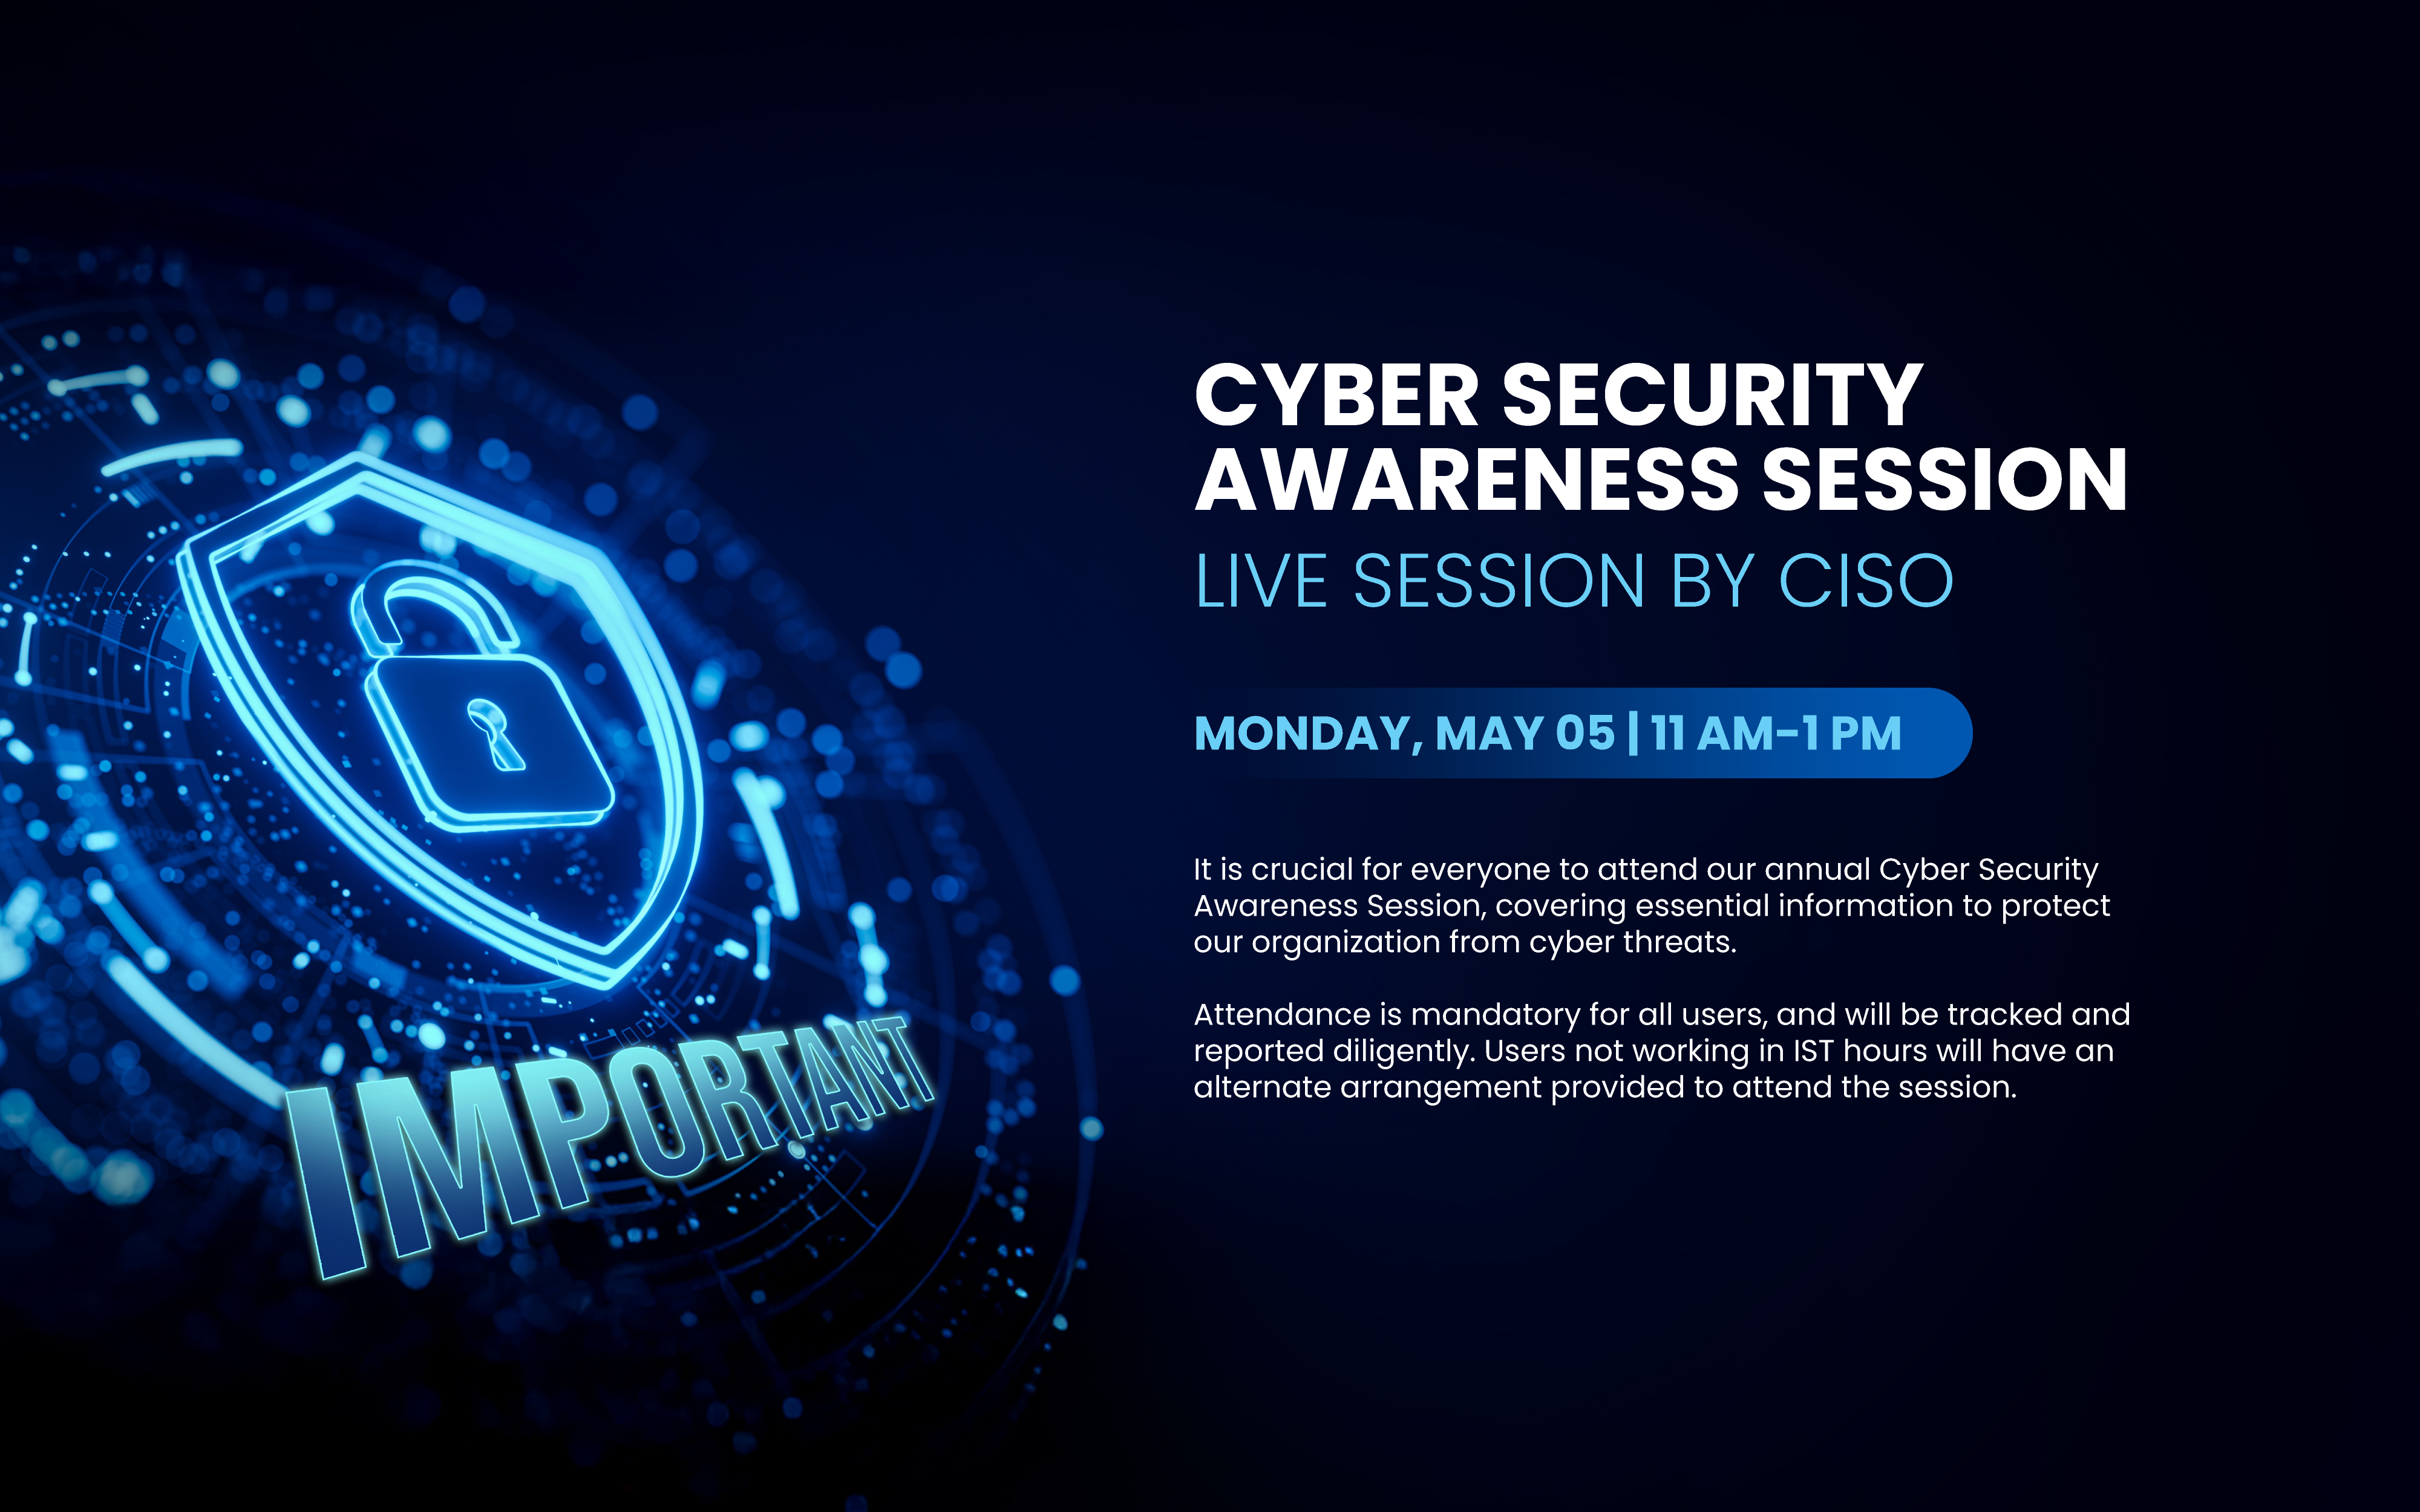 CYBER SECURITY
AWARENESS SESSION
LIVE SESSION BY CISO
MONDAY, MAY 05 | 11 AM-1 PM
It is crucial for everyone to attend our annual Cyber Security
Awareness Session, covering essential information to protect
our organization from cyber threats.
Attendance is mandatory for all users, and will be tracked and
reported diligently. Users not working in IST hours will have an
alternate arrangement provided to attend the session.
IMPORTANT